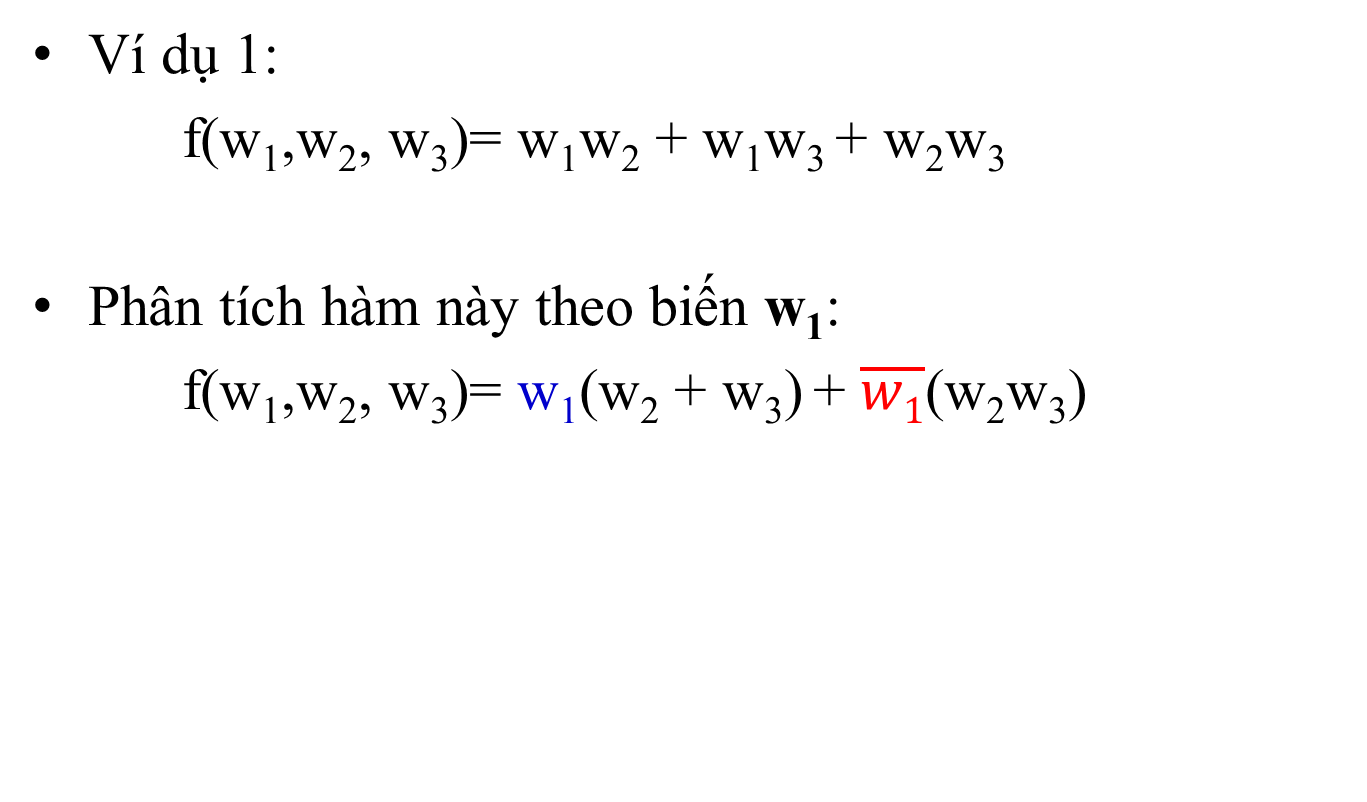 • Ví dụ 1:
f(w₁,w₂, w₃)= w₁w₂ + w₁w₃ + w₂w₃
• Phân tích hàm này theo biến w₁:
f(w₁,w₂, w₃)= w₁(w₂ + w₃) + w̅₁(w₂w₃)